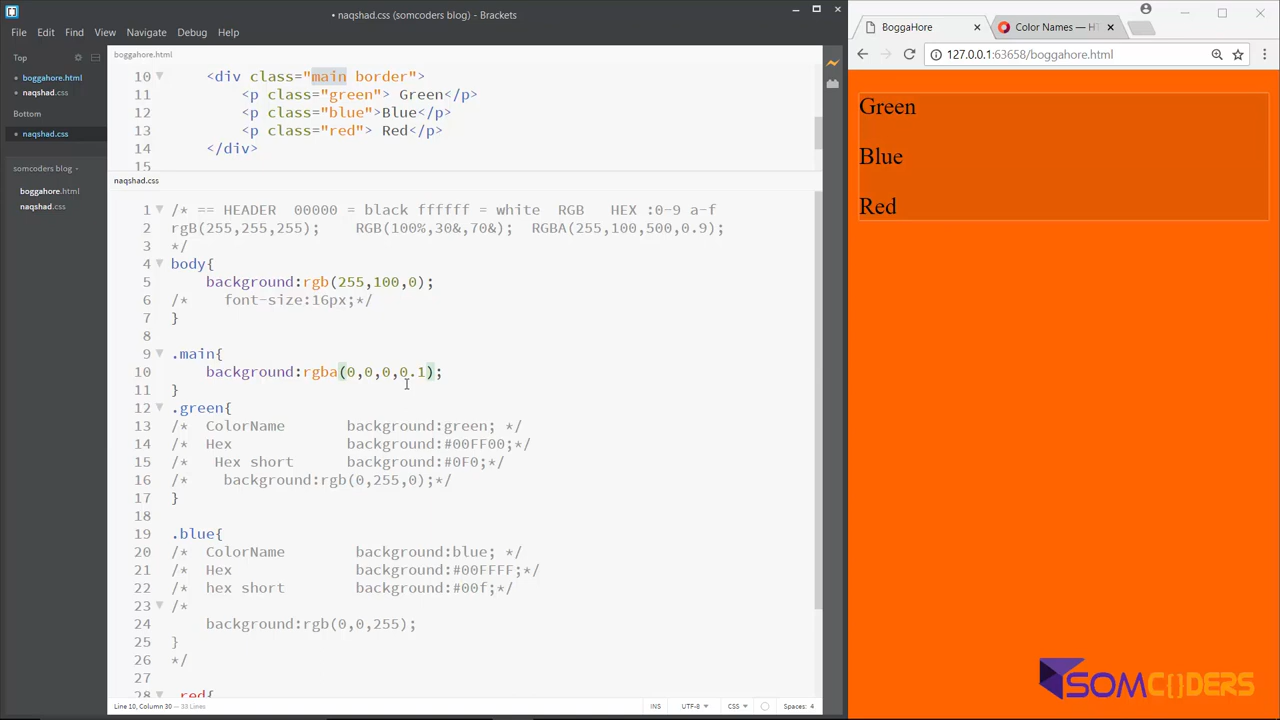 • naqshad.css (somcoders blog) - Brackets
File Edit Find View Navigate Debug Help
Top
• boggahore.html
• naqshad.css
Bottom
• naqshad.css
somcoders blog
boggahore.html
naqshad.css
boggahore.html
10 <div class="main border">
11 <p class="green"> Green</p>
12 <p class="blue">Blue</p>
13 <p class="red"> Red</p>
14 </div>
15
naqshad.css
1 /* == HEADER 00000 = black ffffff = white RGB HEX :0-9 a-f
2 rgB(255,255,255); RGB(100%,30&,70&); RGBA(255,100,500,0.9);
3 */
4 body{
5 background:rgb(255,100,0);
6 /* font-size:16px;*/
7 }
8
9 .main{
10 background:rgba(0,0,0,0.1);
11 }
12 .green{
13 /* ColorName background:green; */
14 /* Hex background:#00FF00;*/
15 /* Hex short background:#0F0;*/
16 /* background:rgb(0,255,0);*/
17 }
18
19 .blue{
20 /* ColorName background:blue; */
21 /* Hex background:#00FFFF;*/
22 /* hex short background:#00f;*/
23 /*
24 background:rgb(0,0,255);
25 }
26 */
27
28 .red{
Line 10, Column 30 — 33 Lines
INS UTF-8 CSS Spaces: 4
BoggaHore
Color Names — HT
127.0.0.1:63658/boggahore.html
Green
Blue
Red
SOMCODERS